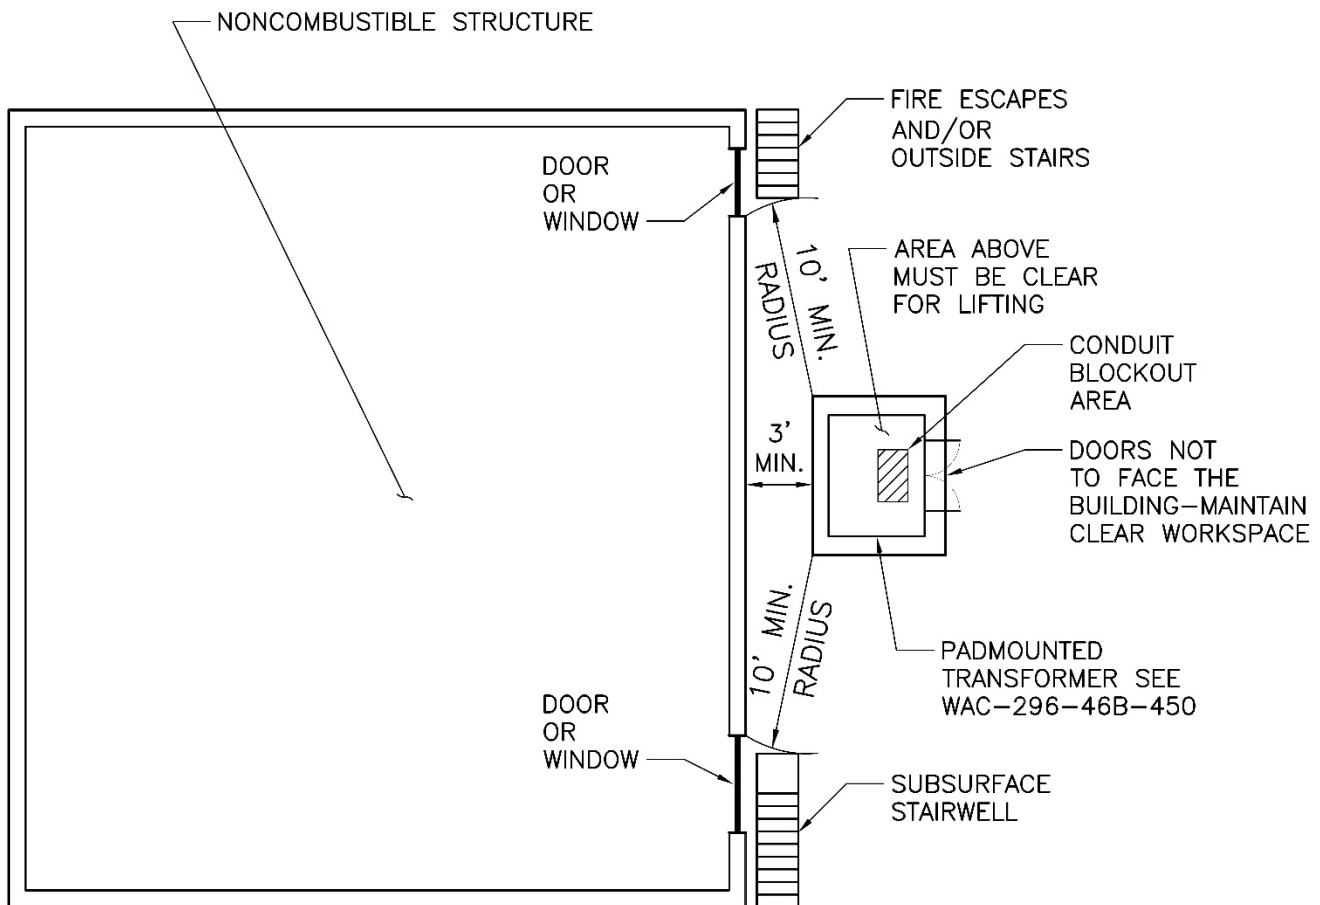 NONCOMBUSTIBLE STRUCTURE
FIRE ESCAPES
AND/OR
OUTSIDE STAIRS
DOOR
OR
WINDOW
10' MIN.
RADIUS
AREA ABOVE
MUST BE CLEAR
FOR LIFTING
CONDUIT
BLOCKOUT
AREA
3'
MIN.
DOORS NOT
TO FACE THE
BUILDING-MAINTAIN
CLEAR WORKSPACE
10' MIN.
RADIUS
PADMOUNTED
TRANSFORMER SEE
WAC-296-46B-450
DOOR
OR
WINDOW
SUBSURFACE
STAIRWELL